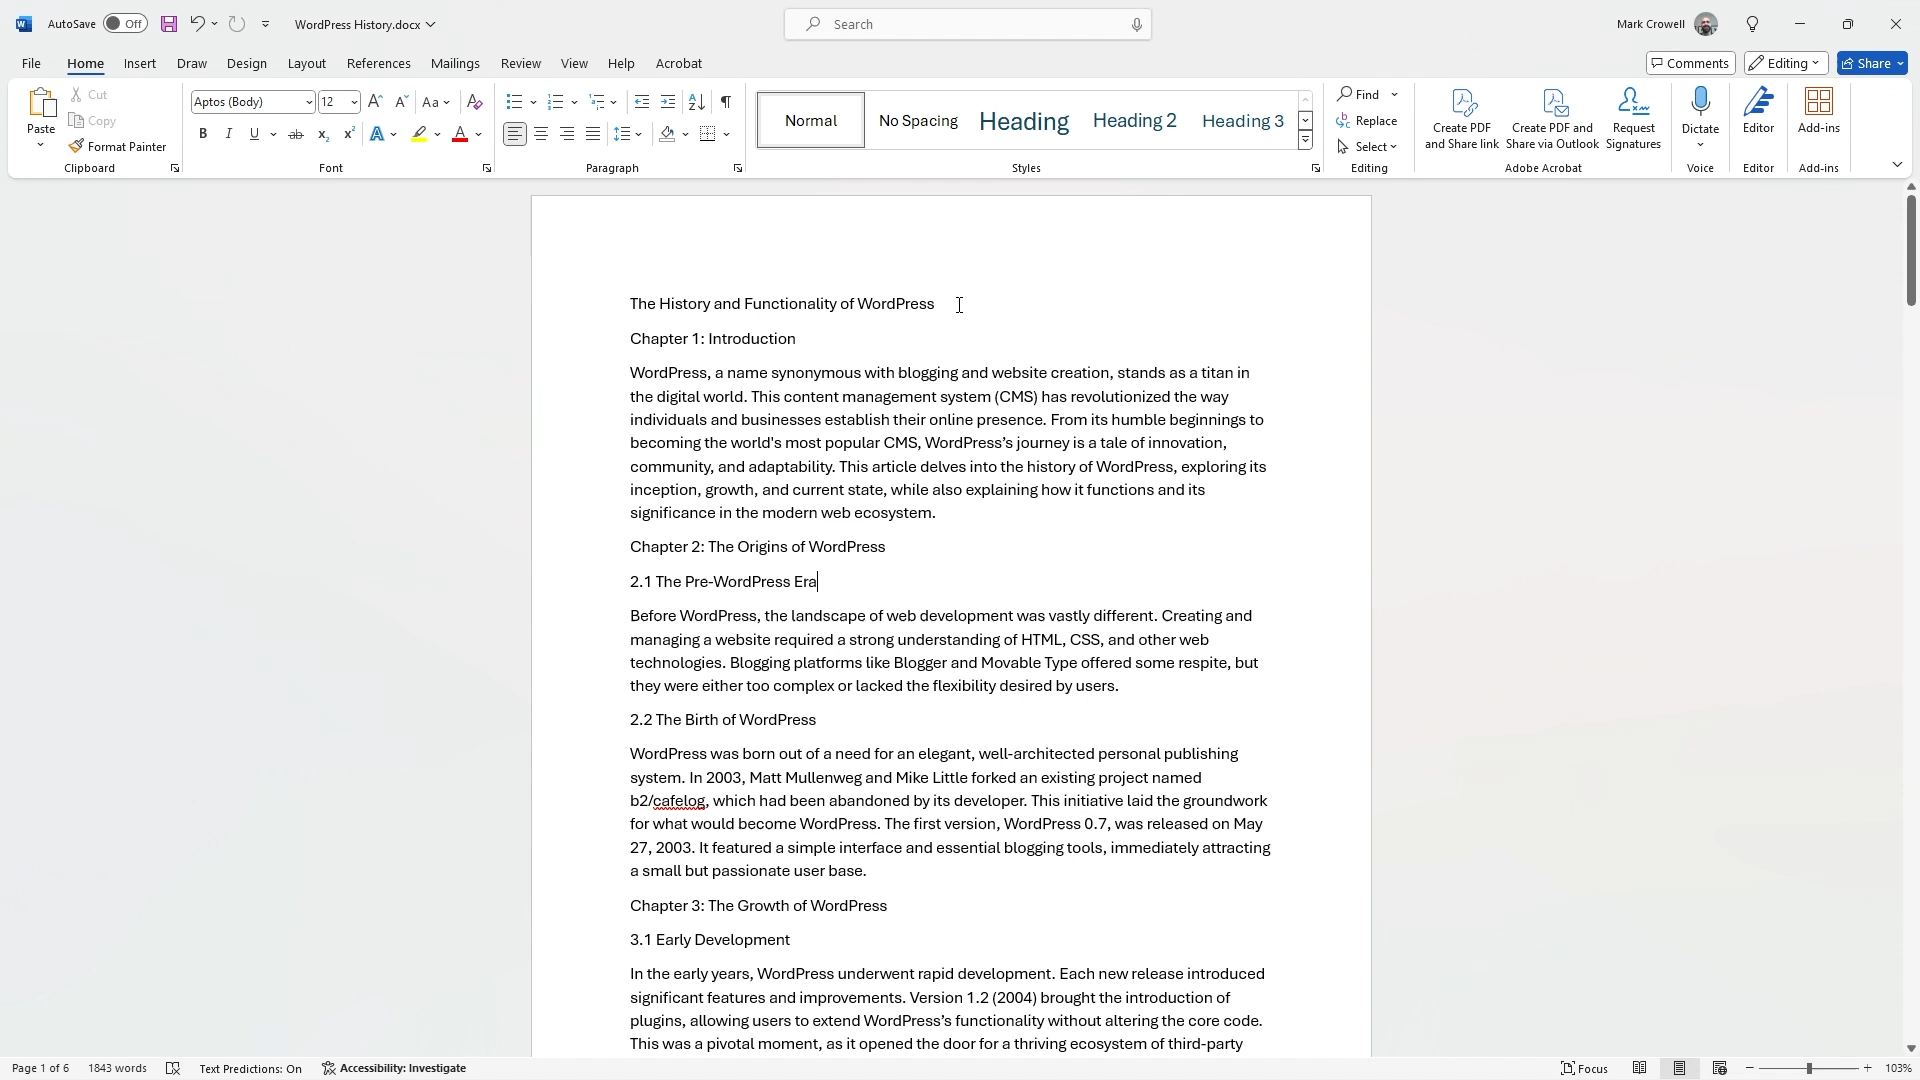 AutoSave Off WordPress History.docx Search Mark Crowell
File Home Insert Draw Design Layout References Mailings Review View Help Acrobat Comments Editing Share
Paste Cut Copy Format Painter
Clipboard
Aptos (Body) 12 Aa
B I U ab x₂ x² A A
Font
Paragraph
Normal No Spacing Heading Heading 2 Heading 3
Styles
Find Replace Select
Editing
Create PDF and Share link
Create PDF and Share via Outlook
Request Signatures
Adobe Acrobat
Dictate
Voice
Editor
Editor
Add-ins
Add-ins
The History and Functionality of WordPress
Chapter 1: Introduction
WordPress, a name synonymous with blogging and website creation, stands as a titan in
the digital world. This content management system (CMS) has revolutionized the way
individuals and businesses establish their online presence. From its humble beginnings to
becoming the world's most popular CMS, WordPress’s journey is a tale of innovation,
community, and adaptability. This article delves into the history of WordPress, exploring its
inception, growth, and current state, while also explaining how it functions and its
significance in the modern web ecosystem.
Chapter 2: The Origins of WordPress
2.1 The Pre-WordPress Era
Before WordPress, the landscape of web development was vastly different. Creating and
managing a website required a strong understanding of HTML, CSS, and other web
technologies. Blogging platforms like Blogger and Movable Type offered some respite, but
they were either too complex or lacked the flexibility desired by users.
2.2 The Birth of WordPress
WordPress was born out of a need for an elegant, well-architected personal publishing
system. In 2003, Matt Mullenweg and Mike Little forked an existing project named
b2/cafelog, which had been abandoned by its developer. This initiative laid the groundwork
for what would become WordPress. The first version, WordPress 0.7, was released on May
27, 2003. It featured a simple interface and essential blogging tools, immediately attracting
a small but passionate user base.
Chapter 3: The Growth of WordPress
3.1 Early Development
In the early years, WordPress underwent rapid development. Each new release introduced
significant features and improvements. Version 1.2 (2004) brought the introduction of
plugins, allowing users to extend WordPress’s functionality without altering the core code.
This was a pivotal moment, as it opened the door for a thriving ecosystem of third-party
Page 1 of 6 1843 words Text Predictions: On Accessibility: Investigate Focus 103%